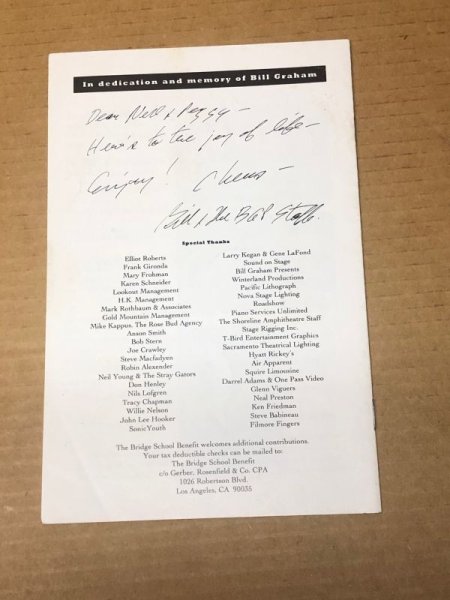 In dedication and memory of Bill Graham
Dear Neil & Peggy –
Here's to the joy of life –
Enjoy! Cheers –
Bill & the BGP Staff.
Special Thanks
Elliot Roberts
Frank Gironda
Mary Frohman
Karen Schneider
Lookout Management
H.K. Management
Mark Rothbaum & Associates
Gold Mountain Management
Mike Kappus, The Rose Bud Agency
Anson Smith
Bob Stern
Joe Crawley
Steve Macfadyen
Robin Alexender
Neil Young & The Stray Gators
Don Henley
Nils Lofgren
Tracy Chapman
Willie Nelson
John Lee Hooker
SonicYouth
Larry Kegan & Gene LaFond
Sound on Stage
Bill Graham Presents
Winterland Productions
Pacific Lithograph
Nova Stage Lighting
Roadshow
Piano Services Unlimited
The Shoreline Amphitheatre Staff
Stage Rigging Inc.
T-Bird Entertainment Graphics
Sacramento Theatrical Lighting
Hyatt Rickey's
Air Apparent
Squire Limousine
Darrel Adams & One Pass Video
Glenn Viguers
Neal Preston
Ken Friedman
Steve Babineau
Filmore Fingers
The Bridge School Benefit welcomes additional contributions.
Your tax deductible checks can be mailed to:
The Bridge School Benefit
c/o Gerber, Rosenfield & Co. CPA
1026 Robertson Blvd.
Los Angeles, CA 90035